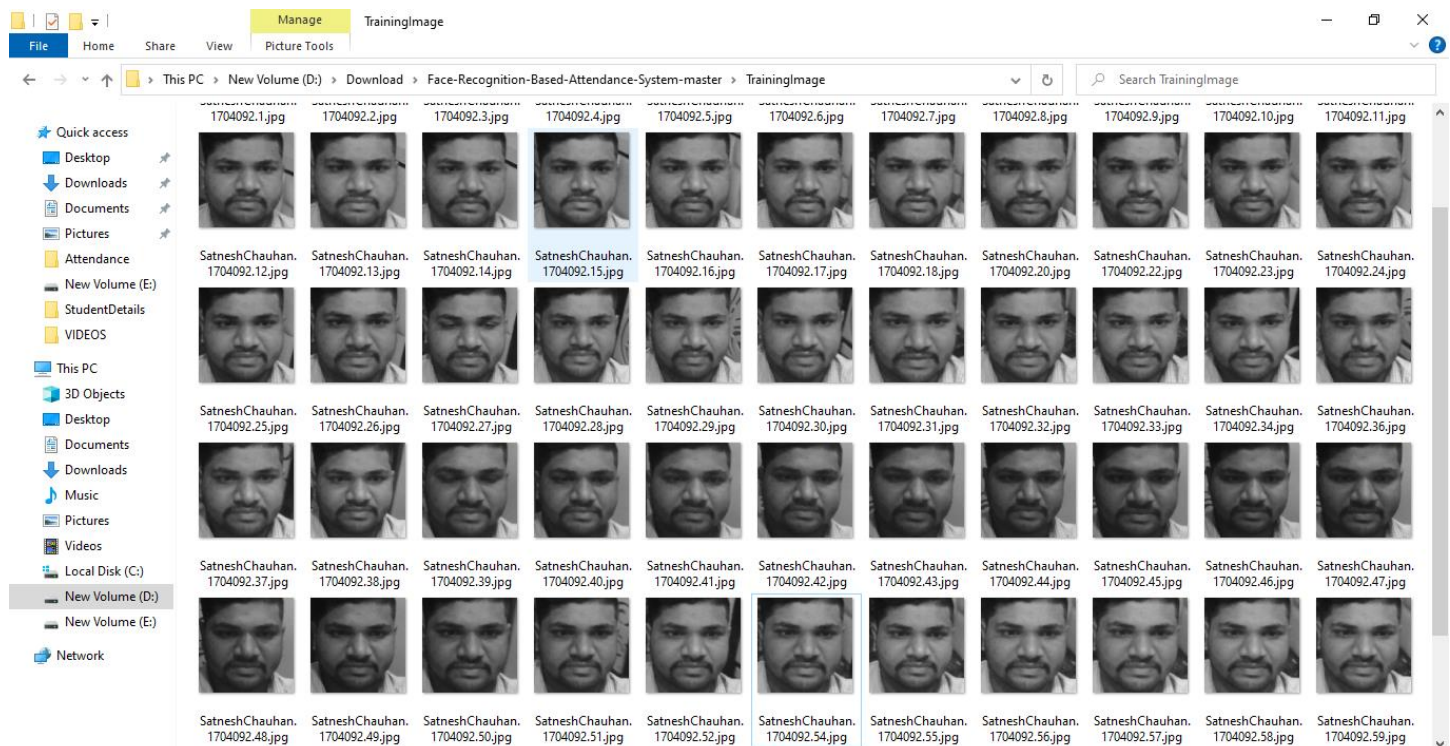 Manage
TrainingImage
File Home Share View Picture Tools
This PC > New Volume (D:) > Download > Face-Recognition-Based-Attendance-System-master > TrainingImage
Search TrainingImage
Quick access
Desktop
Downloads
Documents
Pictures
Attendance
New Volume (E:)
StudentDetails
VIDEOS
This PC
3D Objects
Desktop
Documents
Downloads
Music
Pictures
Videos
Local Disk (C:)
New Volume (D:)
New Volume (E:)
Network
1704092.1.jpg 1704092.2.jpg 1704092.3.jpg 1704092.4.jpg 1704092.5.jpg 1704092.6.jpg 1704092.7.jpg 1704092.8.jpg 1704092.9.jpg 1704092.10.jpg 1704092.11.jpg
SatneshChauhan. SatneshChauhan. SatneshChauhan. SatneshChauhan. SatneshChauhan. SatneshChauhan. SatneshChauhan. SatneshChauhan. SatneshChauhan. SatneshChauhan. SatneshChauhan.
1704092.12.jpg 1704092.13.jpg 1704092.14.jpg 1704092.15.jpg 1704092.16.jpg 1704092.17.jpg 1704092.18.jpg 1704092.20.jpg 1704092.22.jpg 1704092.23.jpg 1704092.24.jpg
SatneshChauhan. SatneshChauhan. SatneshChauhan. SatneshChauhan. SatneshChauhan. SatneshChauhan. SatneshChauhan. SatneshChauhan. SatneshChauhan. SatneshChauhan. SatneshChauhan.
1704092.25.jpg 1704092.26.jpg 1704092.27.jpg 1704092.28.jpg 1704092.29.jpg 1704092.30.jpg 1704092.31.jpg 1704092.32.jpg 1704092.33.jpg 1704092.34.jpg 1704092.36.jpg
SatneshChauhan. SatneshChauhan. SatneshChauhan. SatneshChauhan. SatneshChauhan. SatneshChauhan. SatneshChauhan. SatneshChauhan. SatneshChauhan. SatneshChauhan. SatneshChauhan.
1704092.37.jpg 1704092.38.jpg 1704092.39.jpg 1704092.40.jpg 1704092.41.jpg 1704092.42.jpg 1704092.43.jpg 1704092.44.jpg 1704092.45.jpg 1704092.46.jpg 1704092.47.jpg
SatneshChauhan. SatneshChauhan. SatneshChauhan. SatneshChauhan. SatneshChauhan. SatneshChauhan. SatneshChauhan. SatneshChauhan. SatneshChauhan. SatneshChauhan. SatneshChauhan.
1704092.48.jpg 1704092.49.jpg 1704092.50.jpg 1704092.51.jpg 1704092.52.jpg 1704092.54.jpg 1704092.55.jpg 1704092.56.jpg 1704092.57.jpg 1704092.58.jpg 1704092.59.jpg